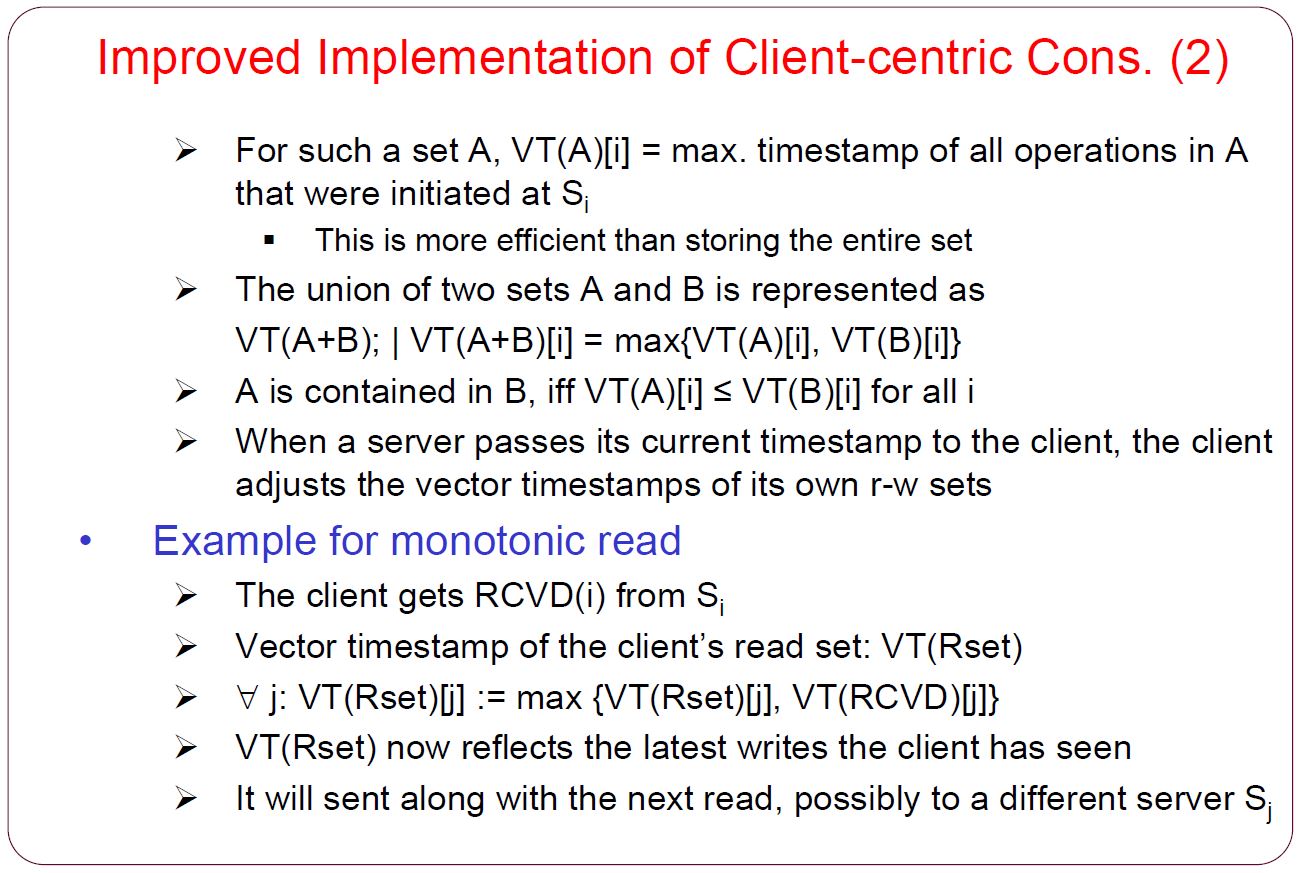 Improved Implementation of Client-centric Cons. (2)
➢ For such a set A, VT(A)[i] = max. timestamp of all operations in A
that were initiated at Si
▪ This is more efficient than storing the entire set
➢ The union of two sets A and B is represented as
VT(A+B); | VT(A+B)[i] = max{VT(A)[i], VT(B)[i]}
➢ A is contained in B, iff VT(A)[i] ≤ VT(B)[i] for all i
➢ When a server passes its current timestamp to the client, the client
adjusts the vector timestamps of its own r-w sets
• Example for monotonic read
➢ The client gets RCVD(i) from Si
➢ Vector timestamp of the client’s read set: VT(Rset)
➢ ∀ j: VT(Rset)[j] := max {VT(Rset)[j], VT(RCVD)[j]}
➢ VT(Rset) now reflects the latest writes the client has seen
➢ It will sent along with the next read, possibly to a different server Sj